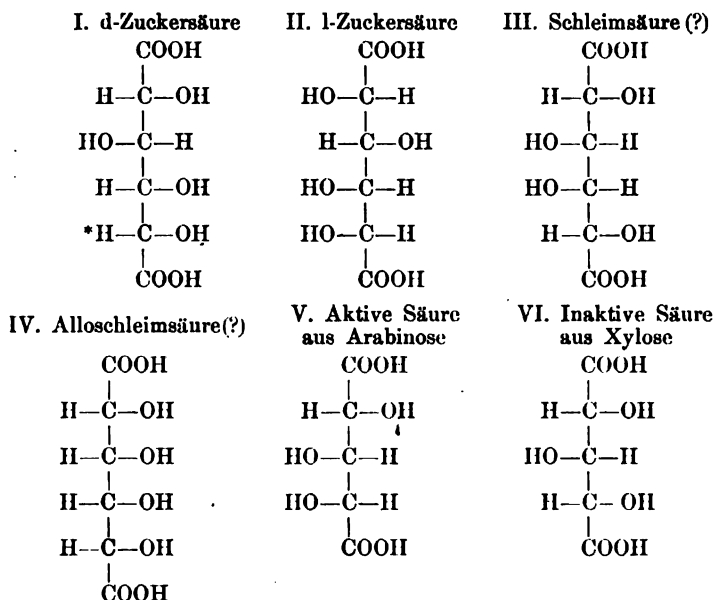 I. d-Zuckersäure II. l-Zuckersäure III. Schleimsäure (?)
COOH COOH COOH
H—C—OH HO—C—H H—C—OH
HO—C—H H—C—OH HO—C—H
H—C—OH HO—C—H HO—C—H
*H—C—OH HO—C—H H—C—OH
COOH COOH COOH
IV. Alloschleimsäure(?) V. Aktive Säure aus Arabinose VI. Inaktive Säure aus Xylose
COOH COOH COOH
H—C—OH H—C—OH H—C—OH
H—C—OH HO—C—H HO—C—H
H—C—OH HO—C—H H—C—OH
H—C—OH COOH COOH
COOH